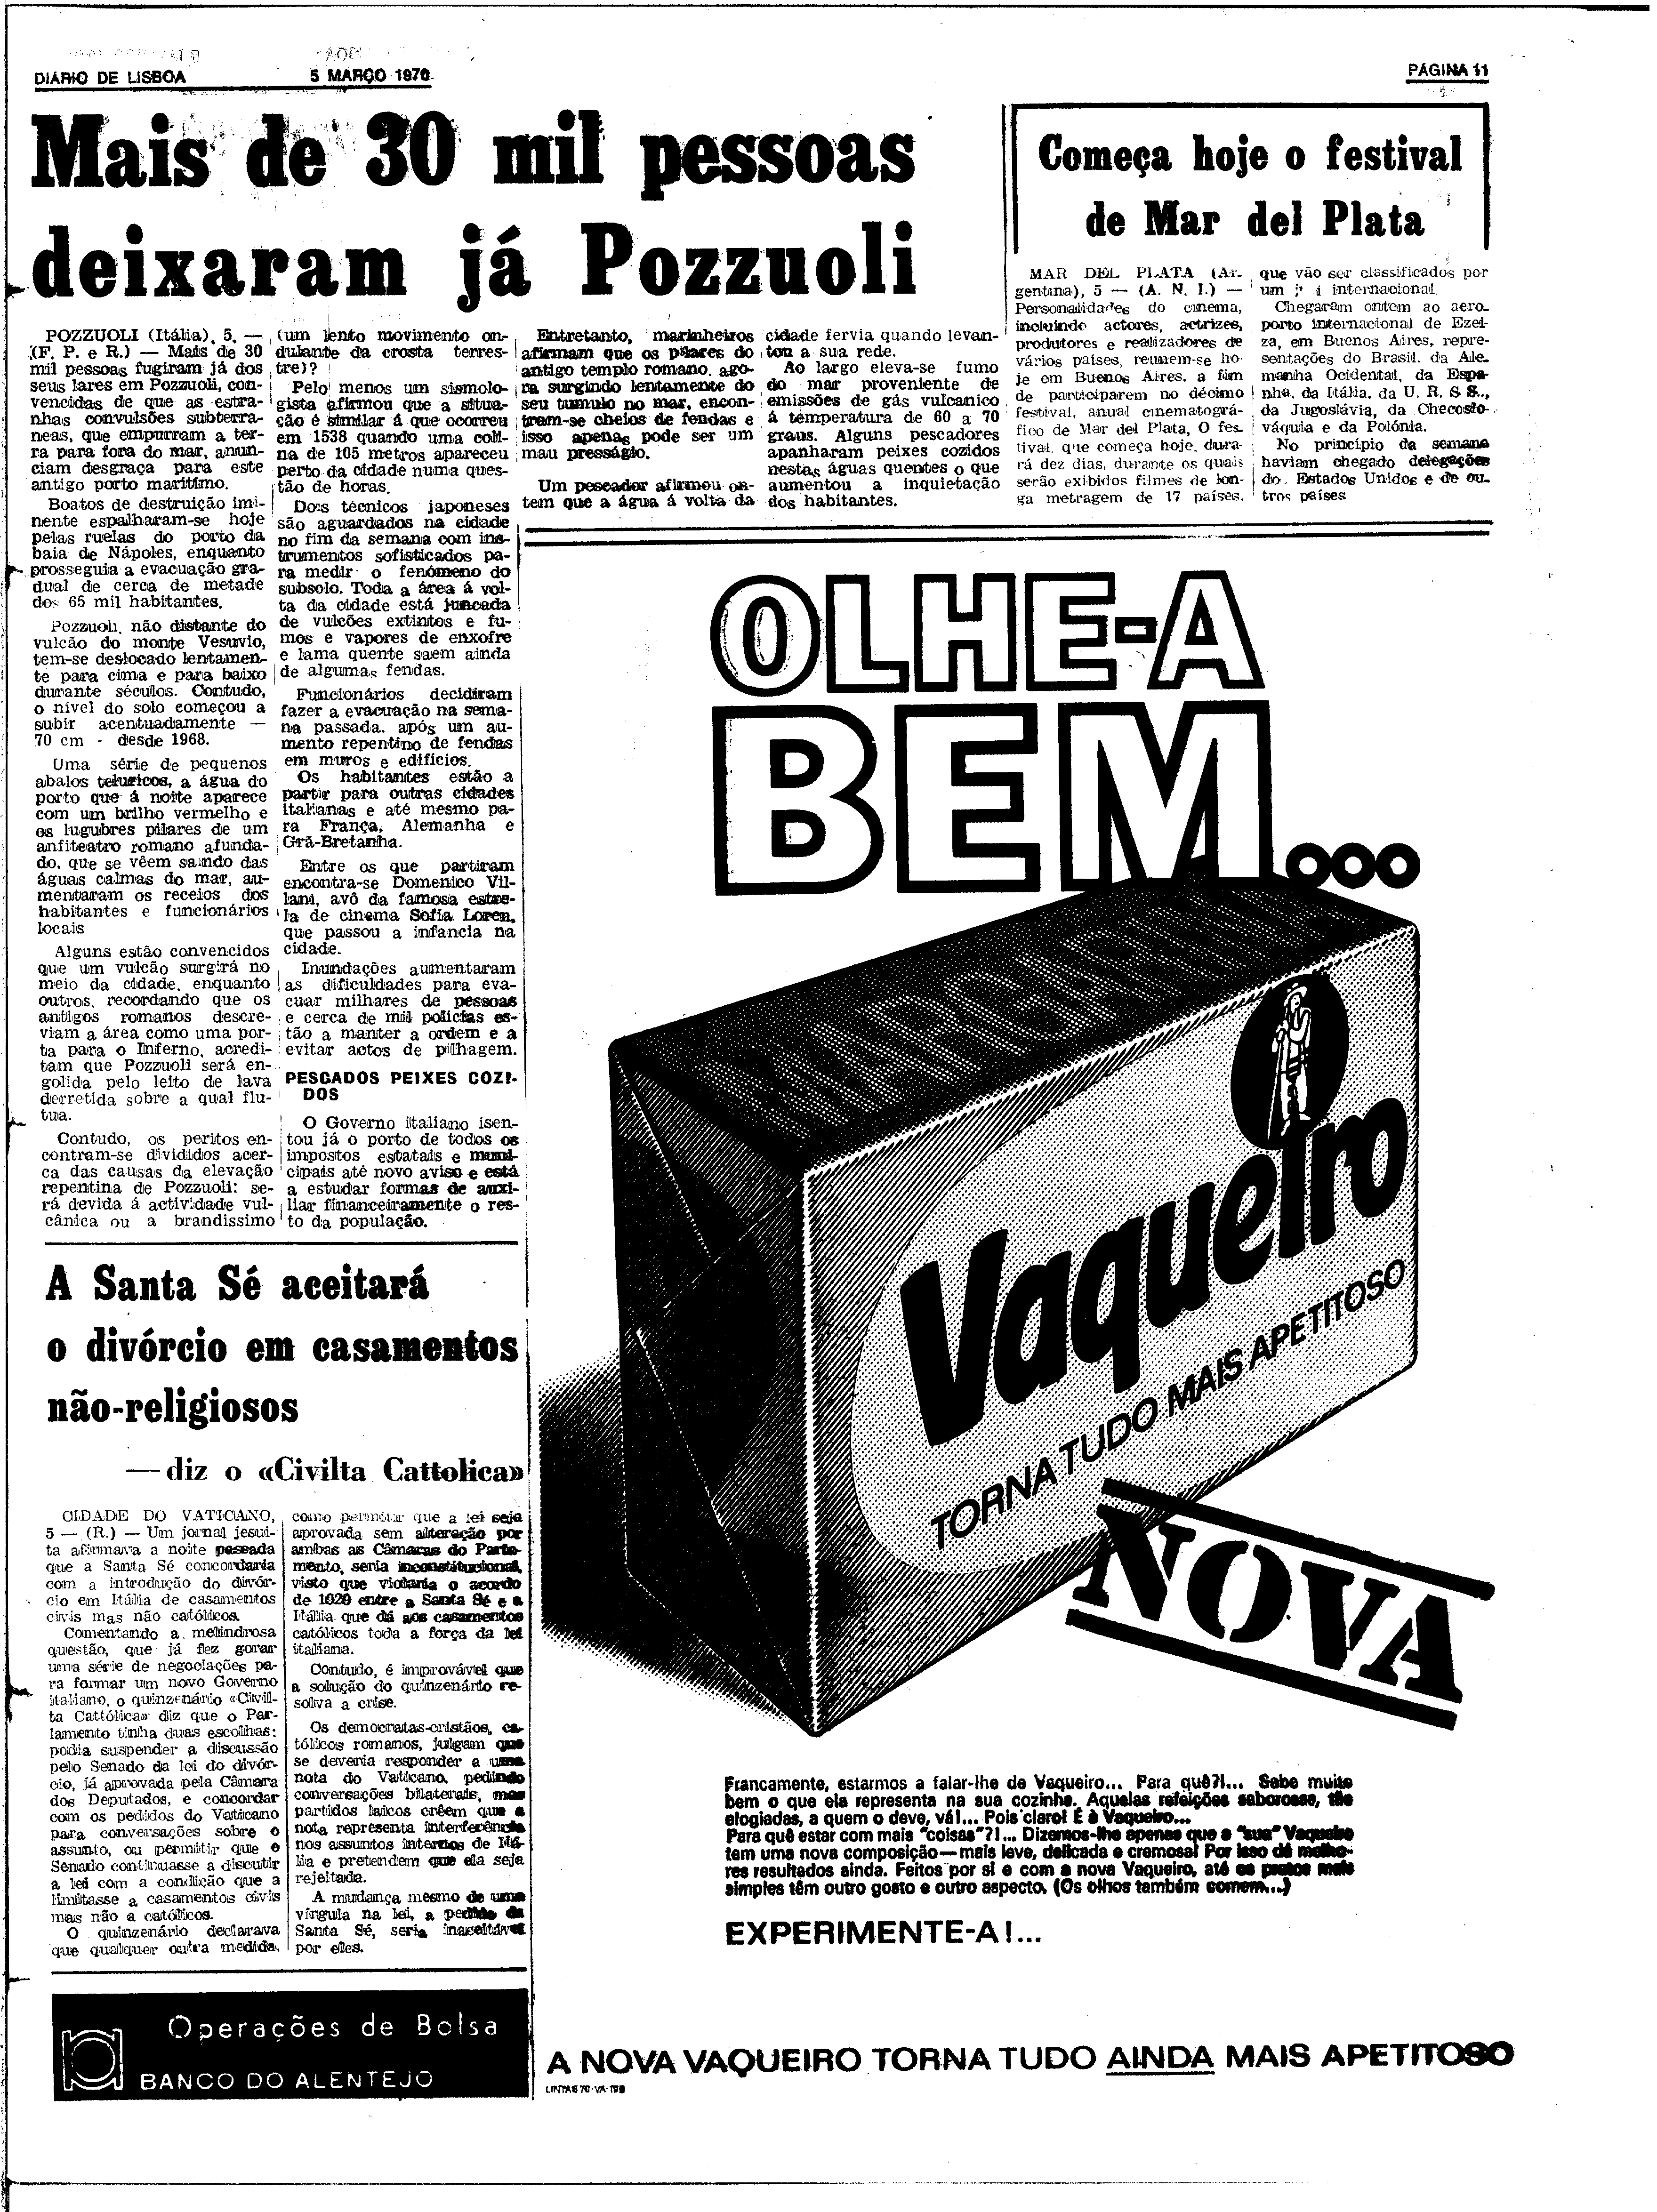 DIARIO DE LISBOA
5 MARÇO 1970
PÁGINA 11
Mais de 30 mil pessoas
deixaram já Pozzuoli
POZZUOLI (Itália), 5. —
(F. P. e R.) — Mais de 30
mil pessoas fugiram já dos
seus lares em Pozzuoli, con-
vencidas de que as estra-
nhas convulsões subterra-
neas, que empurram a ter-
ra para fora do mar, anun-
ciam desgraça para este
antigo porto marítimo.
Boatos de destruição imi-
nente espalharam-se hoje
pelas ruelas do porto da
baia de Nápoles, enquanto
prosseguia a evacuação gra-
dual de cerca de metade
dos 65 mil habitantes.
Pozzuoli, não distante do
vulcão do monte Vesuvio,
tem-se deslocado lentamen-
te para cima e para baixo
durante séculos. Contudo,
o nivel do solo começou a
subir acentuadamente —
70 cm — desde 1968.
Uma série de pequenos
abalos teluricos, a água do
porto que á noite aparece
com um brilho vermelho e
os lugubres pilares de um
anfiteatro romano afunda-
do, que se vêem saindo das
águas calmas do mar, au-
mentaram os receios dos
habitantes e funcionários
locais
Alguns estão convencidos
que um vulcão surgirá no
meio da cidade, enquanto
outros, recordando que os
antigos romanos descre-
viam a área como uma por-
ta para o Inferno, acredi-
tam que Pozzuoli será en-
golida pelo leito de lava
derretida sobre a qual flu-
tua.
Contudo, os peritos en-
contram-se divididos acer-
ca das causas da elevação
repentina de Pozzuoli: se-
rá devida á actividade vul-
cânica ou a brandissimo
(um lento movimento on-
dulante da crosta terres-
tre)?
Pelo menos um sismolo-
gista afirmou que a situa-
ção é similar á que ocorreu
em 1538 quando uma coli-
na de 105 metros apareceu
perto da cidade numa ques-
tão de horas.
Dois técnicos japoneses
são aguardados na cidade
no fim da semana com ins-
trumentos sofisticados pa-
ra medir o fenómeno do
subsolo. Toda a área á vol-
ta da cidade está juncada
de vulcões extintos e fu-
mos e vapores de enxofre
e lama quente saem ainda
de algumas fendas.
Funcionários decidiram
fazer a evacuação na sema-
na passada, após um au-
mento repentino de fendas
em muros e edifícios.
Os habitantes estão a
partir para outras cidades
italianas e até mesmo pa-
ra França, Alemanha e
Grã-Bretanha.
Entre os que partiram
encontra-se Domenico Vil-
lani, avô da famosa estre-
la de cinema Sofia Loren,
que passou a infancia na
cidade.
Inundações aumentaram
as dificuldades para eva-
cuar milhares de pessoas
e cerca de mil polícias es-
tão a manter a ordem e a
evitar actos de pilhagem.
PESCADOS PEIXES COZI-
DOS
O Governo italiano isen-
tou já o porto de todos os
impostos estatais e muni-
cipais até novo aviso e está
a estudar formas de auxi-
liar financeiramente o res-
to da população.
Entretanto, marinheiros
afirmam que os pilares do
antigo templo romano, ago-
ra surgindo lentamente do
seu tumulo no mar, encon-
tram-se cheios de fendas e
isso apenas pode ser um
mau presságio.
Um pescador afirmou on-
tem que a água á volta da
cidade fervia quando levan-
tou a sua rede.
Ao largo eleva-se fumo
do mar proveniente de
emissões de gás vulcanico
á temperatura de 60 a 70
graus. Alguns pescadores
apanharam peixes cozidos
nestas águas quentes o que
aumentou a inquietação
dos habitantes.
Começa hoje o festival
de Mar del Plata
MAR DEL PLATA (Ar-
gentina), 5 — (A. N. I.) —
Personalidades do cinema,
incluindo actores, actrizes,
produtores e realizadores de
vários países, reunem-se ho-
je em Buenos Aires, a fim
de participarem no décimo
festival, anual cinematográ-
fico de Mar del Plata, O fes-
tival, que começa hoje, dura-
rá dez dias, durante os quais
serão exibidos filmes de lon-
ga metragem de 17 países,
que vão ser classificados por
um internacional.
Chegaram ontem ao aero-
porto internacional de Ezei-
za, em Buenos Aires, repre-
sentações do Brasil, da Ale-
manha Ocidental, da Espa-
nha, da Itália, da U. R. S. S.,
da Jugoslávia, da Checoslo-
váquia e da Polónia.
No princípio da semana
haviam chegado delegações
dos Estados Unidos e de ou-
tros países
A Santa Sé aceitará
o divórcio em casamentos
não-religiosos
— diz o «Civilta Cattolica»
CIDADE DO VATICANO,
5 — (R.) — Um jornal jesui-
ta afirmava a noite passada
que a Santa Sé concordaria
com a introdução do divór-
cio em Itália de casamentos
civis mas não católicos.
Comentando a melindrosa
questão, que já fez gorar
uma série de negociações pa-
ra formar um novo Governo
italiano, o quinzenário «Civil-
ta Cattólica» diz que o Par-
lamento tinha duas escolhas:
podia suspender a discussão
pelo Senado da lei do divór-
cio, já aprovada pela Câmara
dos Deputados, e concordar
com os pedidos do Vaticano
para conversações sobre o
assunto, ou permitir que o
Senado continuasse a discutir
a lei com a condição que a
limitasse a casamentos civis
mas não a católicos.
O quinzenário declarava
que qualquer outra medida,
como permitir que a lei seja
aprovada sem alteração por
ambas as Câmaras do Parla-
mento, seria inconstitucional,
visto que violaria o acordo
de 1929 entre a Santa Sé e a
Itália que dá aos casamentos
católicos toda a força da lei
italiana.
Contudo, é improvável que
a solução do quinzenário re-
solva a crise.
Os democratas-cristãos, ca-
tólicos romanos, julgam que
se deveria responder a uma
nota do Vaticano, pedindo
conversações bilaterais, mas
partidos laicos crêem que a
nota representa interferência
nos assuntos internos de Itá-
lia e pretendem que ela seja
rejeitada.
A mudança mesmo de uma
vírgula na lei, a pedido da
Santa Sé, seria inaceitável
por eles.
Operações de Bolsa
BANCO DO ALENTEJO
OLHE-A
BEM...
Vaqueiro
TORNA TUDO MAIS APETITOSO
NOVA
Francamente, estarmos a falar-lhe de Vaqueiro... Para quê?!... Sabe muito
bem o que ela representa na sua cozinha. Aquelas refeições saborosas, tão
elogiadas, a quem o deve, vá!... Pois claro! É à Vaqueiro...
Para quê estar com mais "coisas"?!... Dizemos-lhe apenas que a "sua" Vaqueiro
tem uma nova composição — mais leve, delicada e cremosa! Por isso dá melho-
res resultados ainda. Feitos por si e com a nova Vaqueiro, até os pratos mais
simples têm outro gosto e outro aspecto. (Os olhos também comem...)
EXPERIMENTE-A!...
A NOVA VAQUEIRO TORNA TUDO AINDA MAIS APETITOSO